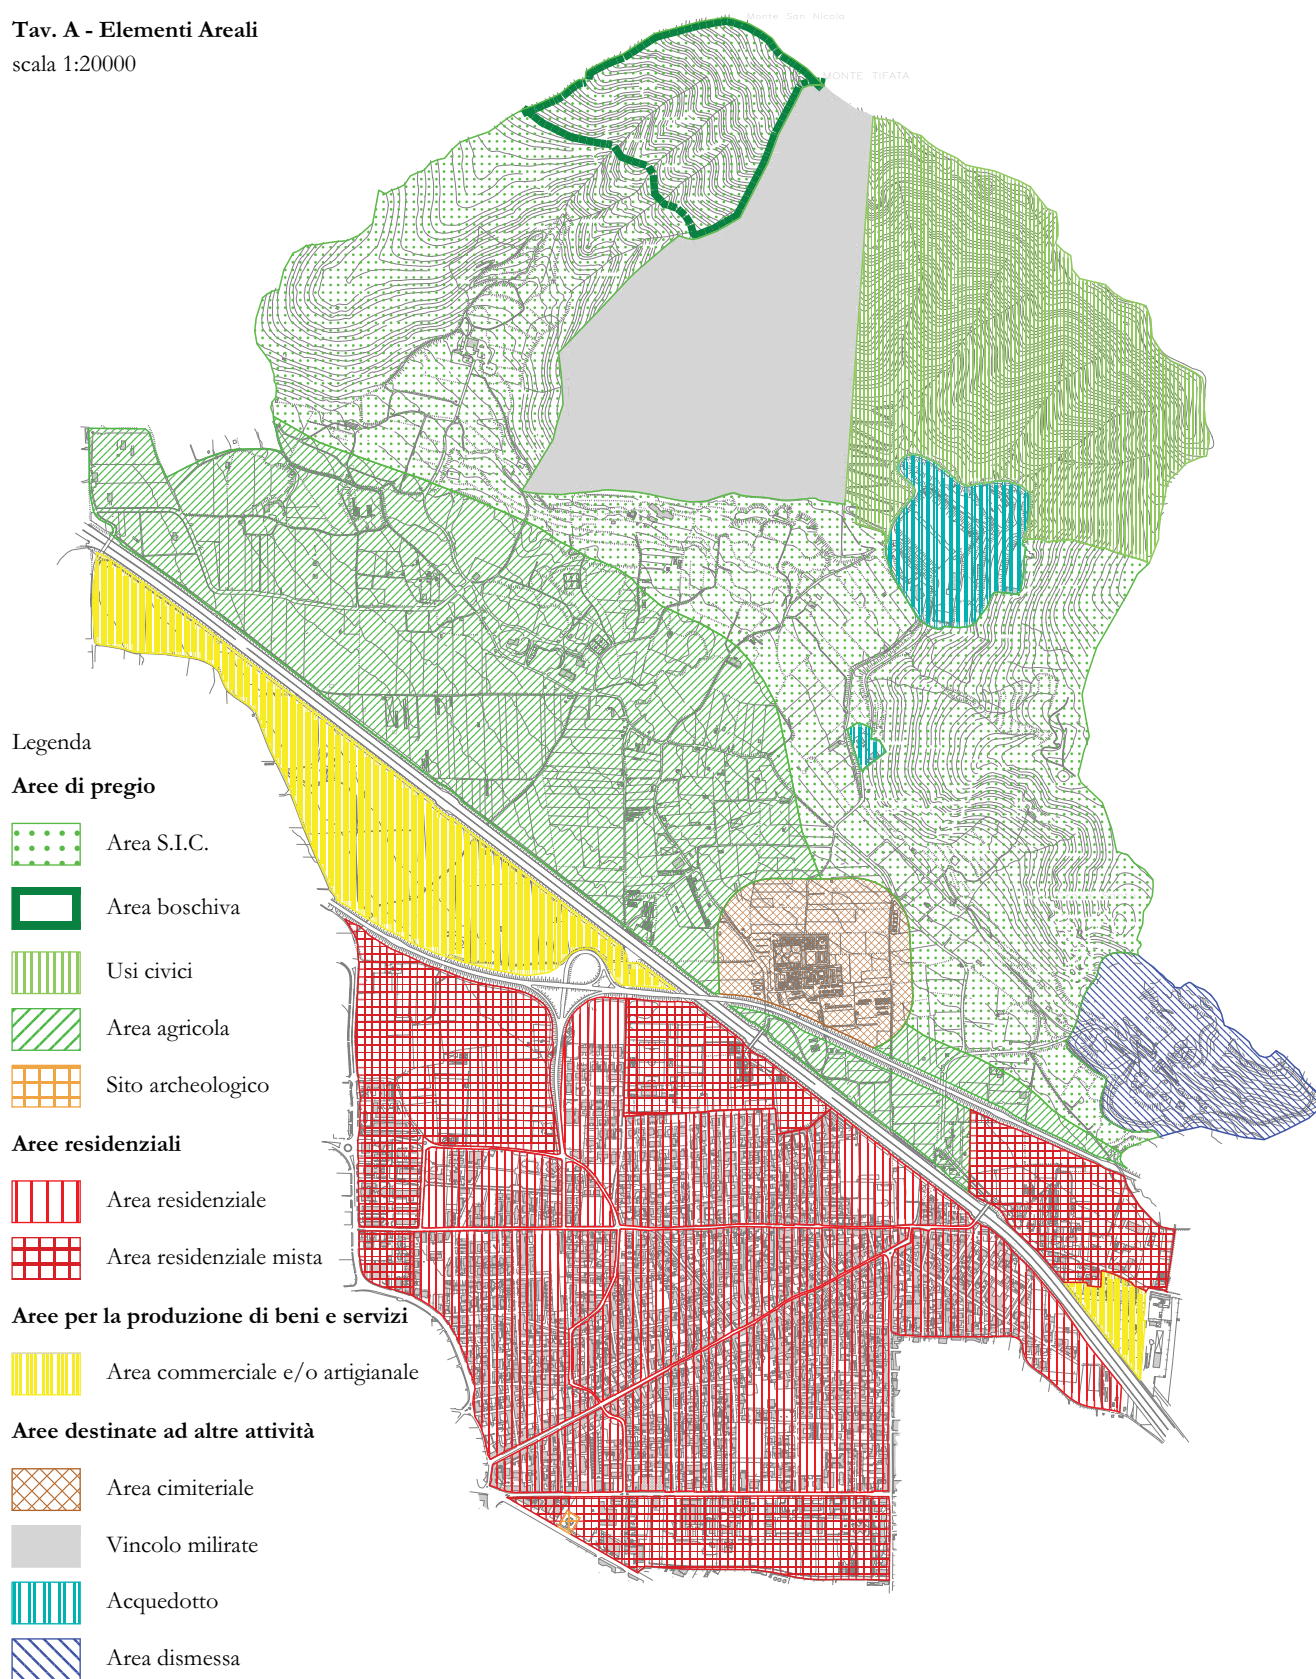 Tav. A - Elementi Areali
scala 1:20000
Monte San Nicola
MONTE TIFATA
Legenda
Aree di pregio
Area S.I.C.
Area boschiva
Usi civici
Area agricola
Sito archeologico
Aree residenziali
Area residenziale
Area residenziale mista
Aree per la produzione di beni e servizi
Area commerciale e/o artigianale
Aree destinate ad altre attività
Area cimiteriale
Vincolo milirate
Acquedotto
Area dismessa